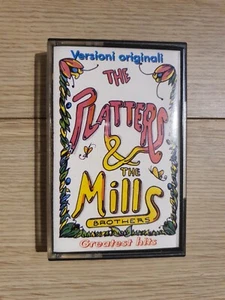 Versioni originali
THE
PLATTERS
& THE
Mills
BROTHERS
Greatest hits